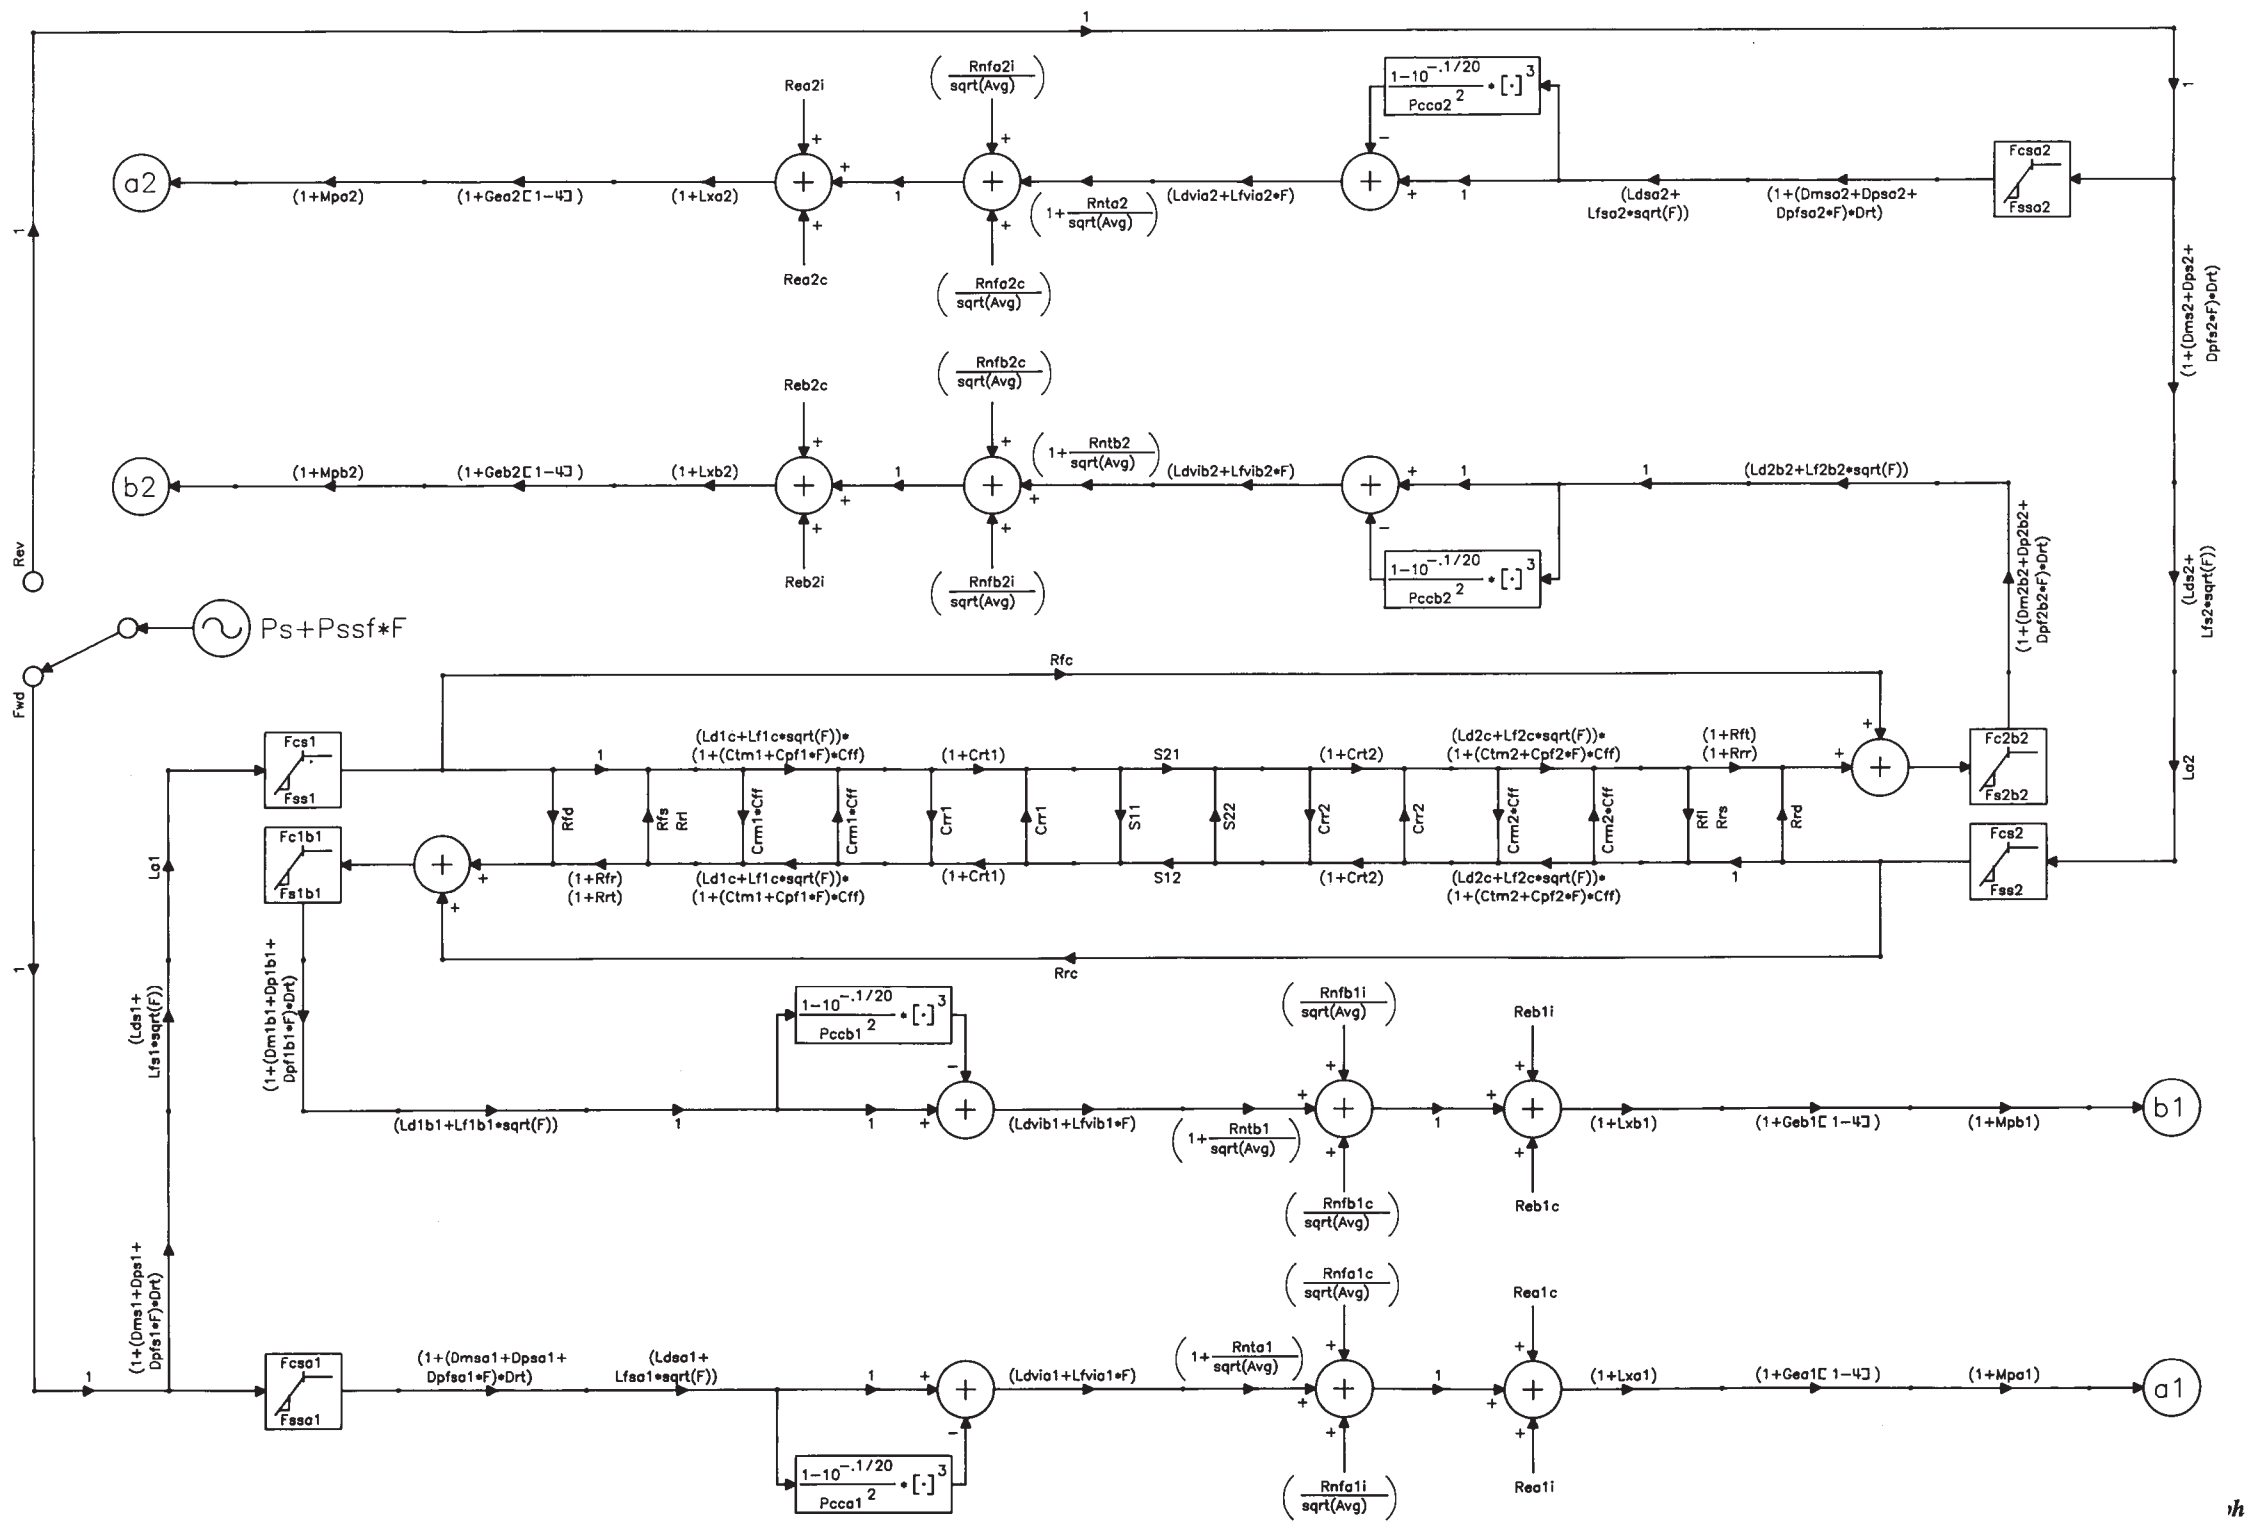 1
Rea2i
( Rnfa2i / sqrt(Avg) )
1-10^-.1/20
Pcca2 ^2 * [·]^3
1
Fcsa2
Fssa2
a2
(1+Mpa2)
(1+Gea2[1-4])
(1+Lxa2)
+
+
+
+
1
+
+
+
(1+ Rnta2 / sqrt(Avg) )
(Ldvia2+Lfvia2*F)
+
-
+
1
(Ldsa2+
Lfsa2*sqrt(F))
(1+(Dmsa2+Dpsa2+
Dpfsa2*F)*Drt)
Rea2c
( Rnfa2c / sqrt(Avg) )
1
(1+(Dms2+Dps2+
Dpfs2*F)*Drt)
Reb2c
( Rnfb2c / sqrt(Avg) )
b2
(1+Mpb2)
(1+Geb2[1-4])
(1+Lxb2)
+
+
+
+
1
+
+
+
+
(1+ Rntb2 / sqrt(Avg) )
(Ldvib2+Lfvib2*F)
+
+
-
1
1
(Ld2b2+Lf2b2*sqrt(F))
Reb2i
( Rnfb2i / sqrt(Avg) )
1-10^-.1/20
Pccb2 ^2 * [·]^3
(1+(Dm2b2+Dp2b2+
Dpf2b2*F)*Drt)
(Lds2+
Lfs2*sqrt(F))
Rev
Ps+Pssf*F
Fwd
Rfc
Fcs1
Fss1
1
(Ld1c+Lf1c*sqrt(F))*
(1+(Ctm1+Cpf1*F)*Cff)
(1+Crt1)
S21
(1+Crt2)
(Ld2c+Lf2c*sqrt(F))*
(1+(Ctm2+Cpf2*F)*Cff)
(1+Rft)
(1+Rrr)
+
+
+
Fc2b2
Fs2b2
La2
Rfd
Rfs
Rrl
Crm1*Cff
Crm1*Cff
Crr1
Crr1
S11
S22
Crr2
Crr2
Crm2*Cff
Crm2*Cff
Rfl
Rrs
Rrd
Fc1b1
Fs1b1
+
+
+
(1+Rfr)
(1+Rrt)
(Ld1c+Lf1c*sqrt(F))*
(1+(Ctm1+Cpf1*F)*Cff)
(1+Crt1)
S12
(1+Crt2)
(Ld2c+Lf2c*sqrt(F))*
(1+(Ctm2+Cpf2*F)*Cff)
1
Fcs2
Fss2
La1
1
Rrc
(1+(Dm1b1+Dp1b1+
Dpf1b1*F)*Drt)
(Lds1+
Lfs1*sqrt(F))
1-10^-.1/20
Pccb1 ^2 * [·]^3
( Rnfb1i / sqrt(Avg) )
Reb1i
(Ld1b1+Lf1b1*sqrt(F))
1
1
+
-
+
(Ldvib1+Lfvib1*F)
(1+ Rntb1 / sqrt(Avg) )
+
+
+
+
1
+
+
+
+
(1+Lxb1)
(1+Geb1[1-4])
(1+Mpb1)
b1
( Rnfb1c / sqrt(Avg) )
Reb1c
(1+(Dms1+Dps1+
Dpfs1*F)*Drt)
( Rnfa1c / sqrt(Avg) )
Rea1c
1
Fcsa1
Fssa1
(1+(Dmsa1+Dpsa1+
Dpfsa1*F)*Drt)
(Ldsa1+
Lfsa1*sqrt(F))
1
+
+
-
(Ldvia1+Lfvia1*F)
(1+ Rnta1 / sqrt(Avg) )
+
+
+
+
1
+
+
+
+
(1+Lxa1)
(1+Gea1[1-4])
(1+Mpa1)
a1
1-10^-.1/20
Pcca1 ^2 * [·]^3
( Rnfa1i / sqrt(Avg) )
Rea1i